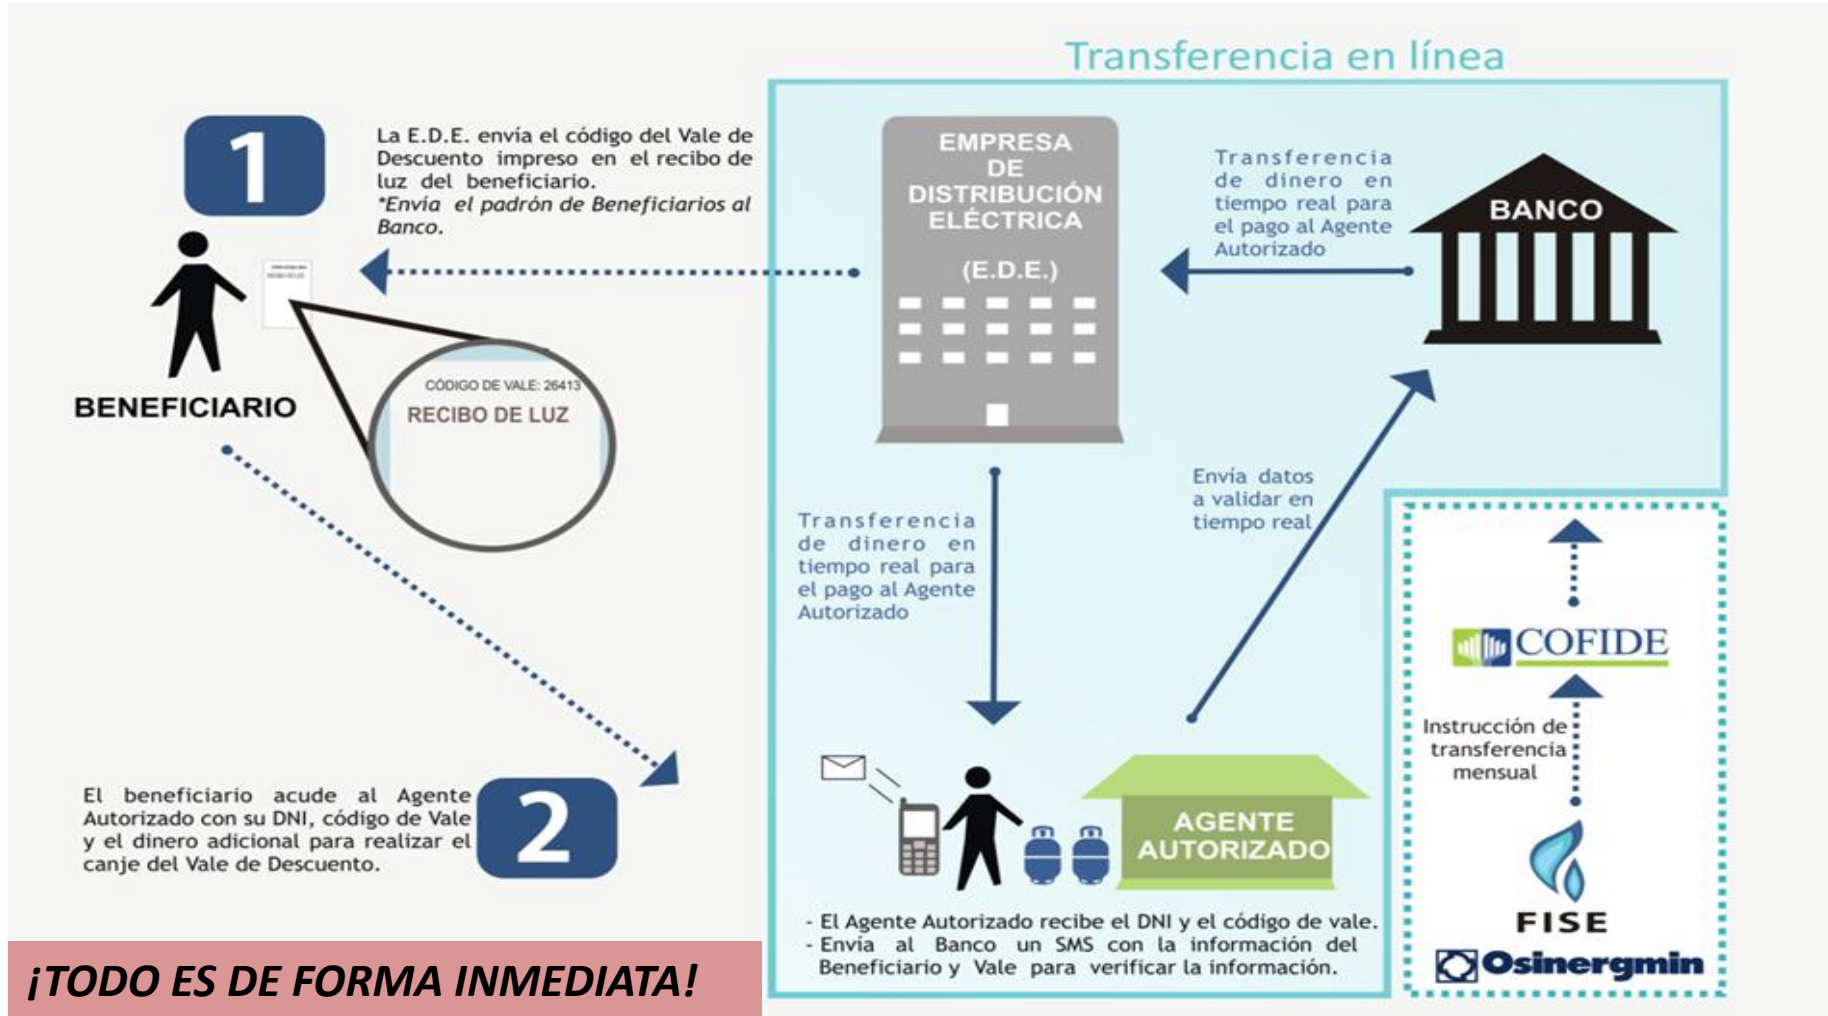 Transferencia en línea
1
La E.D.E. envía el código del Vale de
Descuento impreso en el recibo de
luz del beneficiario.
*Envía el padrón de Beneficiarios al
Banco.
EMPRESA
DE
DISTRIBUCIÓN
ELÉCTRICA
(E.D.E.)
Transferencia
de dinero en
tiempo real para
el pago al Agente
Autorizado
BANCO
CÓDIGO DE VALE: 26413
RECIBO DE LUZ
BENEFICIARIO
Envía datos
a validar en
tiempo real
Transferencia
de dinero en
tiempo real para
el pago al Agente
Autorizado
COFIDE
Instrucción de
transferencia
mensual
El beneficiario acude al Agente
Autorizado con su DNI, código de Vale
y el dinero adicional para realizar el
canje del Vale de Descuento.
2
AGENTE
AUTORIZADO
- El Agente Autorizado recibe el DNI y el código de vale.
- Envía al Banco un SMS con la información del
Beneficiario y Vale para verificar la información.
FISE
Osinergmin
¡TODO ES DE FORMA INMEDIATA!